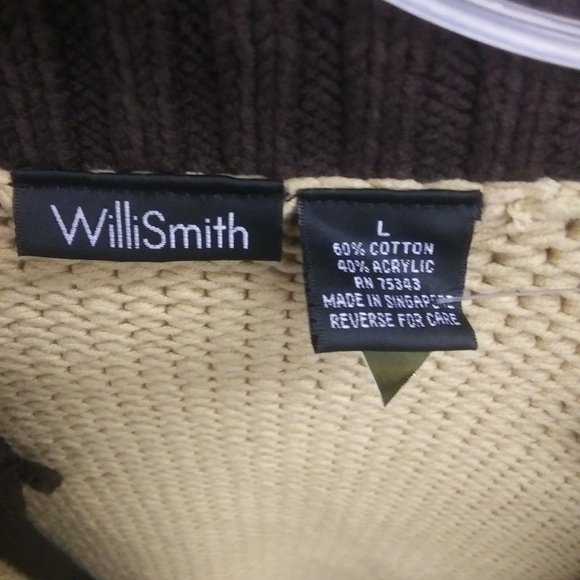 WilliSmith
L
60% COTTON
40% ACRYLIC
RN 75343
MADE IN SINGAPORE
REVERSE FOR CARE